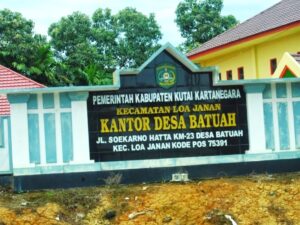 PEMERINTAH KABUPATEN KUTAI KARTANEGARA
KECAMATAN LOA JANAN
KANTOR DESA BATUAH
JL. SOEKARNO HATTA KM-23 DESA BATUAH
KEC. LOA JANAN KODE POS 75391